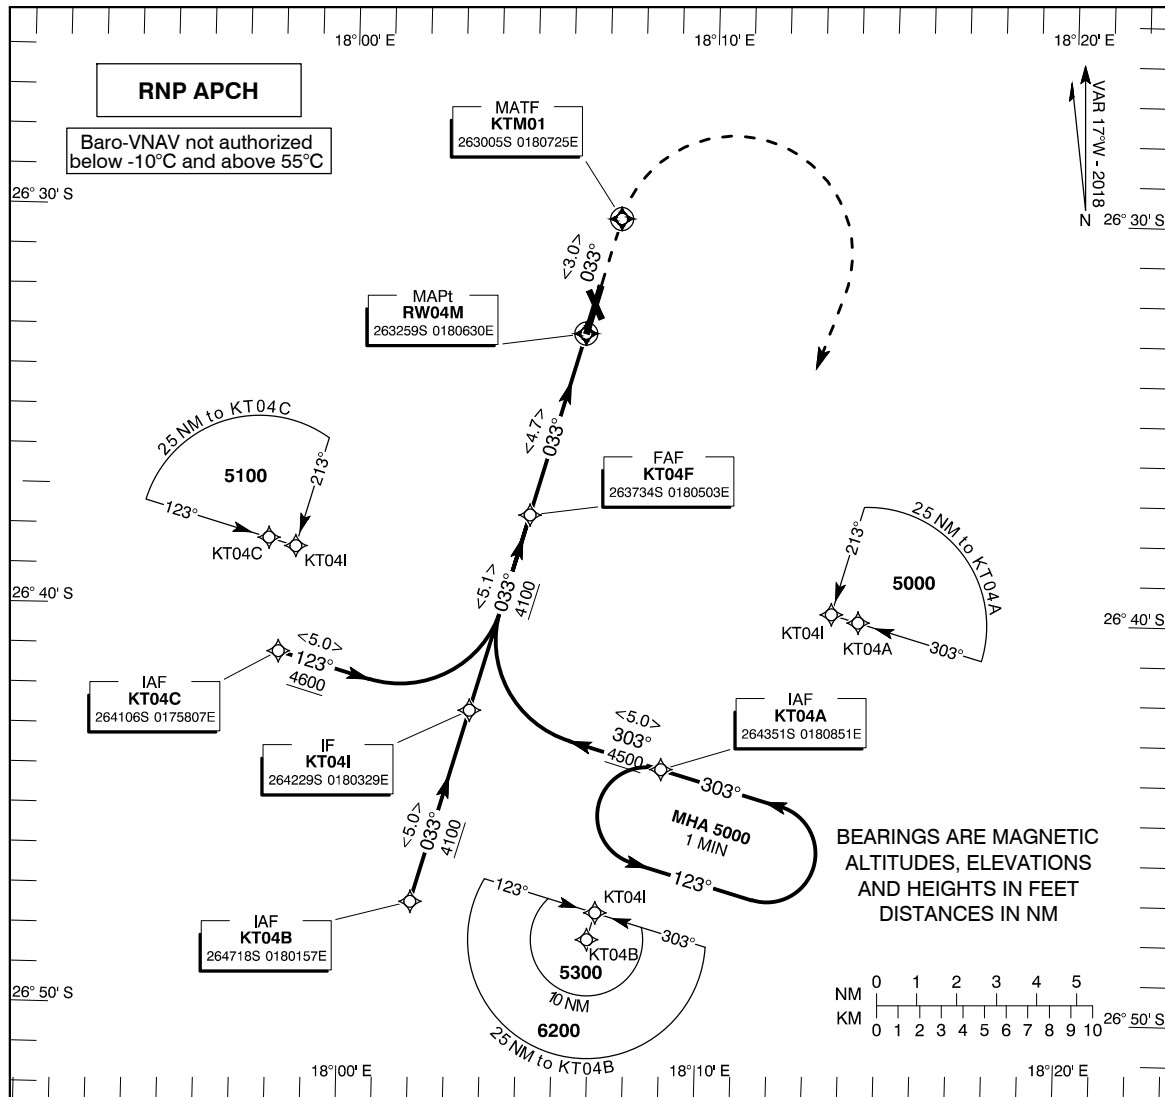 18°00' E
18°10' E
18°20' E
RNP APCH
Baro-VNAV not authorized
below -10°C and above 55°C
MATF
KTM01
263005S 0180725E
VAR 17°W - 2018
N
26° 30' S
26° 30' S
<3.0>
033°
MAPt
RW04M
263259S 0180630E
<4.7>
033°
25 NM to KT04C
5100
213°
123°
KT04C
KT04I
FAF
KT04F
263734S 0180503E
25 NM to KT04A
213°
5000
303°
KT04I
KT04A
<5.1>
033°
4100
26° 40' S
26° 40' S
<5.0>
123°
4600
IAF
KT04C
264106S 0175807E
IF
KT04I
264229S 0180329E
<5.0>
303°
4500
IAF
KT04A
264351S 0180851E
303°
MHA 5000
1 MIN
123°
<5.0>
033°
4100
BEARINGS ARE MAGNETIC
ALTITUDES, ELEVATIONS
AND HEIGHTS IN FEET
DISTANCES IN NM
IAF
KT04B
264718S 0180157E
123°
KT04I
303°
KT04B
5300
10 NM
6200
25 NM to KT04B
26° 50' S
26° 50' S
NM 0 1 2 3 4 5
KM 0 1 2 3 4 5 6 7 8 9 10
18°00' E
18°10' E
18°20' E